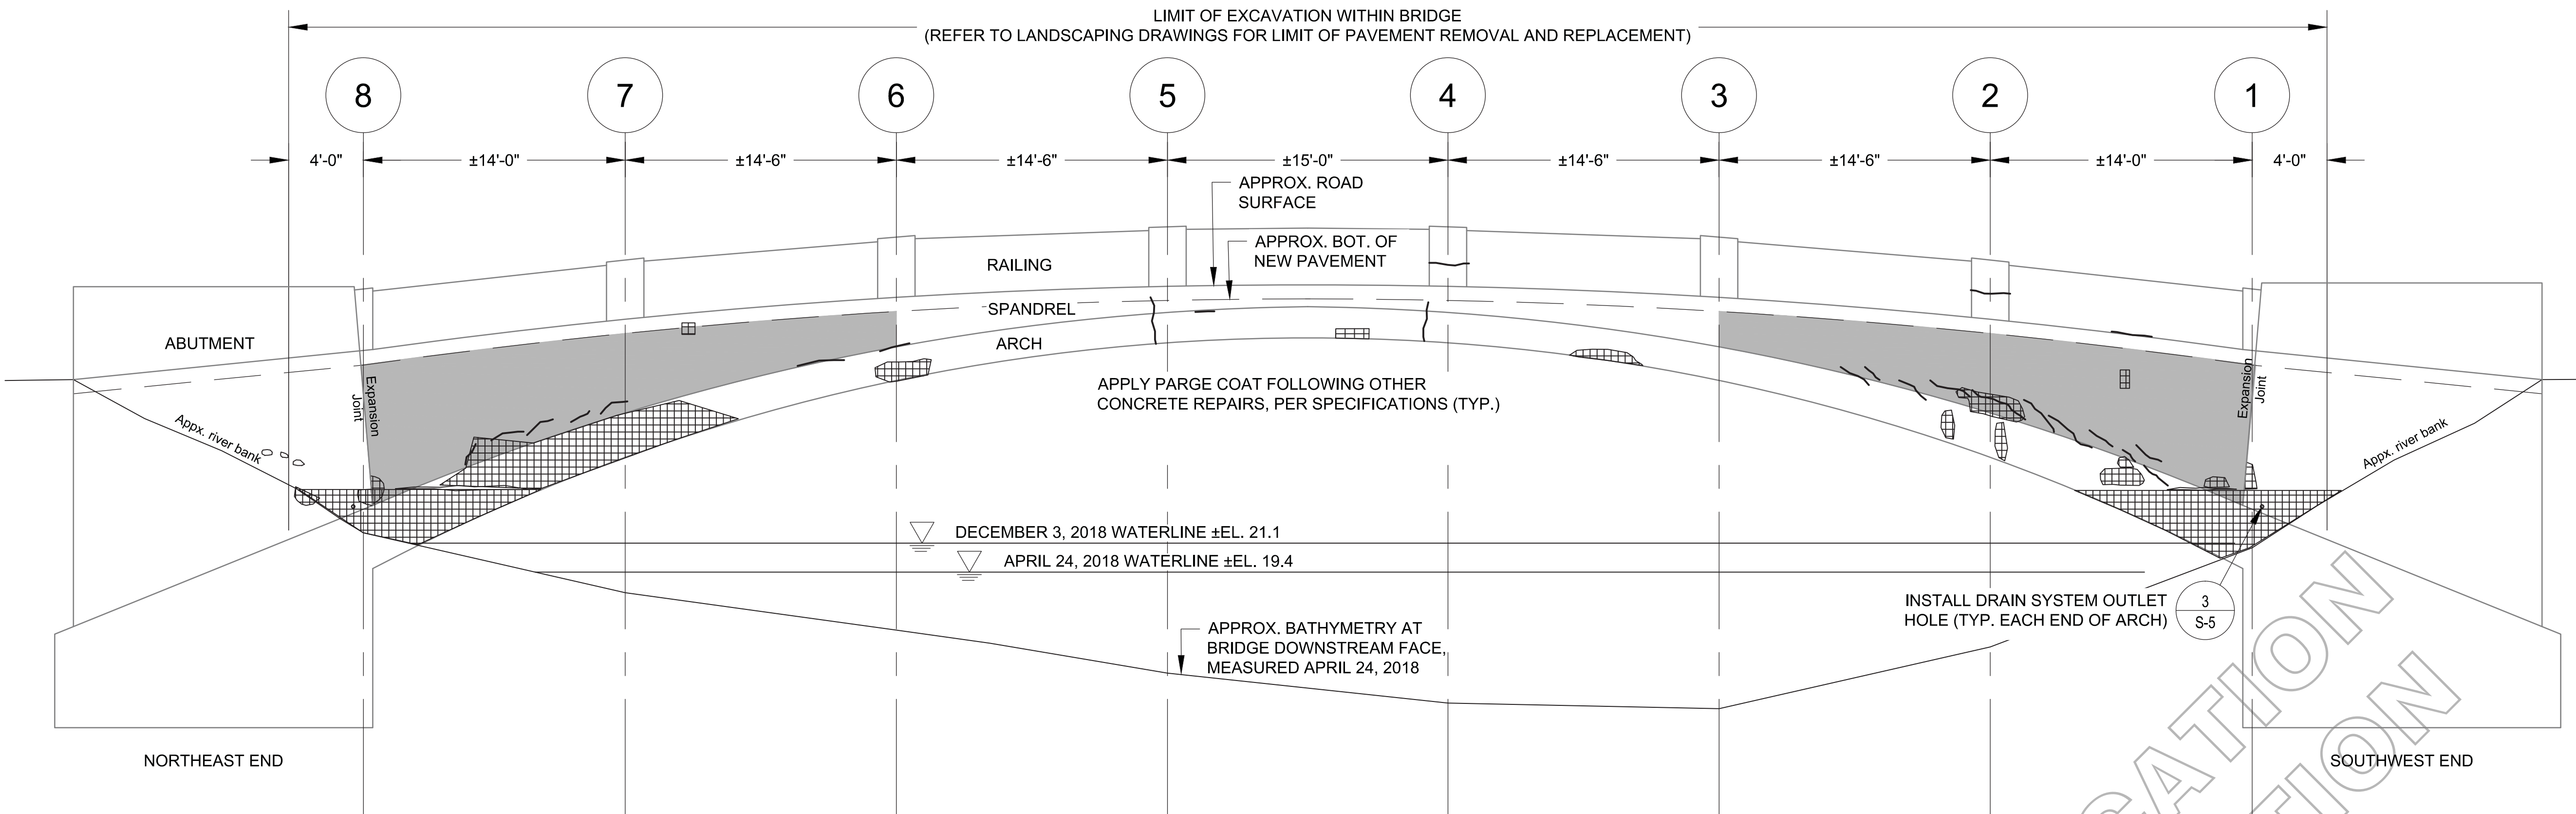 LIMIT OF EXCAVATION WITHIN BRIDGE
(REFER TO LANDSCAPING DRAWINGS FOR LIMIT OF PAVEMENT REMOVAL AND REPLACEMENT)
8
7
6
5
4
3
2
1
4'-0"
±14'-0"
±14'-6"
±14'-6"
±15'-0"
±14'-6"
±14'-6"
±14'-0"
4'-0"
APPROX. ROAD
SURFACE
APPROX. BOT. OF
NEW PAVEMENT
RAILING
SPANDREL
ARCH
ABUTMENT
Expansion
Joint
Expansion
Joint
Appx. river bank
Appx. river bank
APPLY PARGE COAT FOLLOWING OTHER
CONCRETE REPAIRS, PER SPECIFICATIONS (TYP.)
DECEMBER 3, 2018 WATERLINE ±EL. 21.1
APRIL 24, 2018 WATERLINE ±EL. 19.4
INSTALL DRAIN SYSTEM OUTLET
HOLE (TYP. EACH END OF ARCH)
3
S-5
APPROX. BATHYMETRY AT
BRIDGE DOWNSTREAM FACE,
MEASURED APRIL 24, 2018
NORTHEAST END
SOUTHWEST END